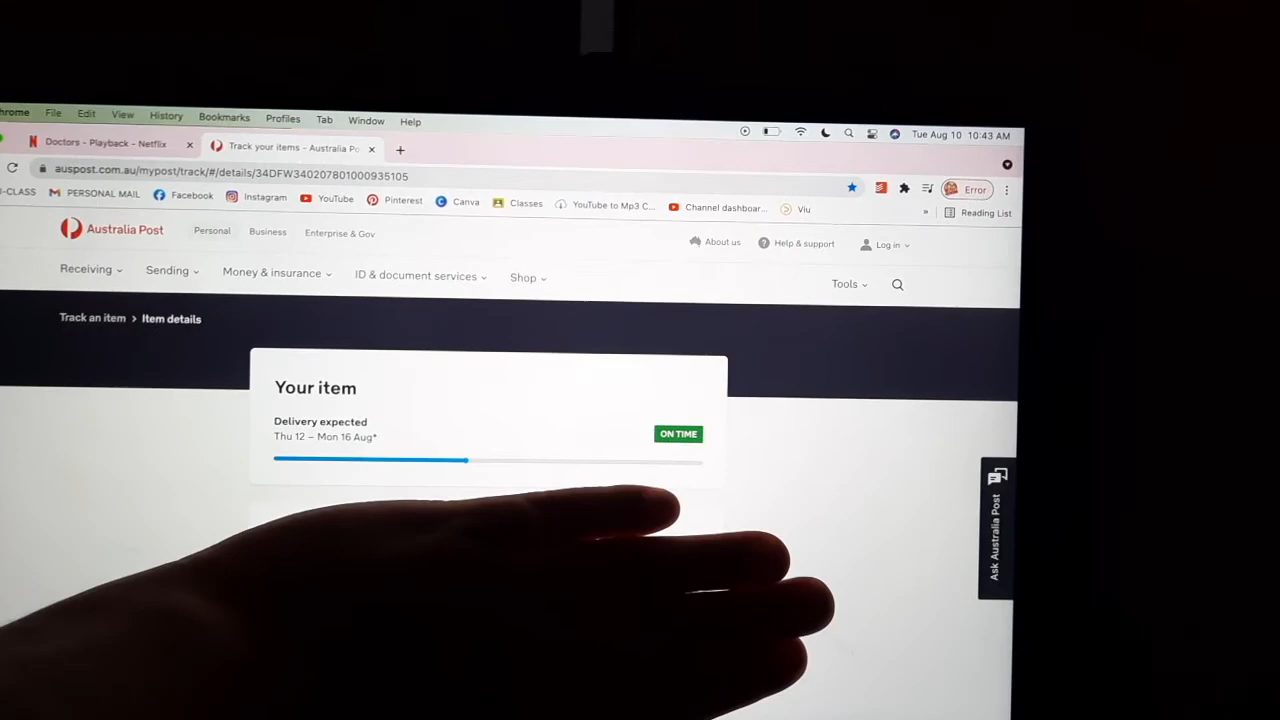 hrome File Edit View History Bookmarks Profiles Tab Window Help Tue Aug 10 10:43 AM
Doctors - Playback - Netflix Track your items - Australia Po
auspost.com.au/mypost/track/#/details/34DFW340207801000935105 Error
I-CLASS PERSONAL MAIL Facebook Instagram YouTube Pinterest Canva Classes YouTube to Mp3 C... Channel dashboar... Viu » Reading List
Australia Post Personal Business Enterprise & Gov About us Help & support Log in
Receiving Sending Money & insurance ID & document services Shop Tools
Track an item > Item details
Your item
Delivery expected
Thu 12 – Mon 16 Aug*
ON TIME
Ask Australia Post